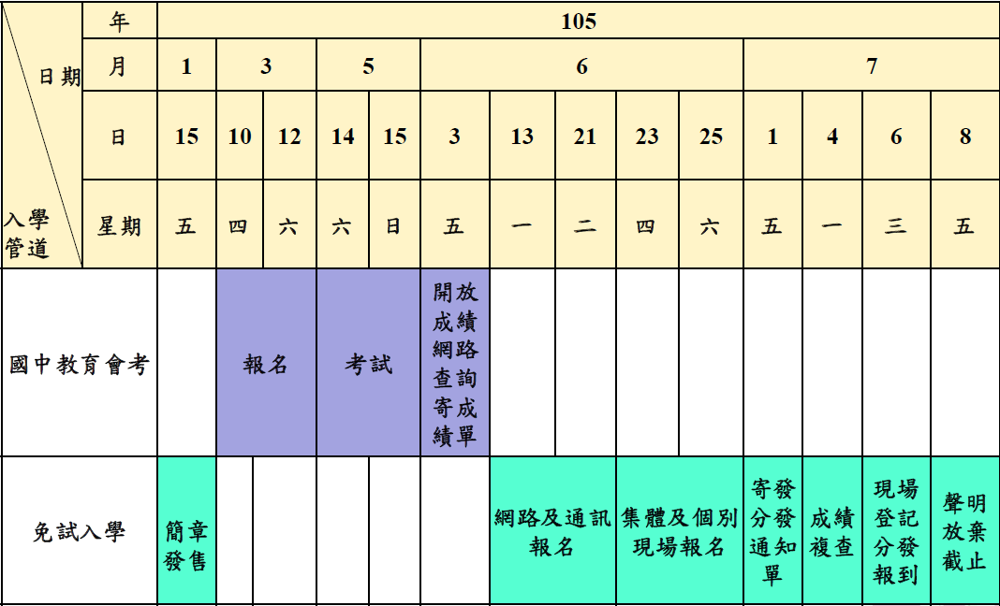 年 105
日期 月 1 3 5 6 7
日 15 10 12 14 15 3 13 21 23 25 1 4 6 8
入學
管道
星期 五 四 六 六 日 五 一 二 四 六 五 一 三 五
國中教育會考
報名
考試
開放
成績
網路
查詢
寄成
績單
免試入學
簡章
發售
網路及通訊
報名
集體及個別
現場報名
寄發
分發
通知
單
成績
複查
現場
登記
分發
報到
聲明
放棄
截止